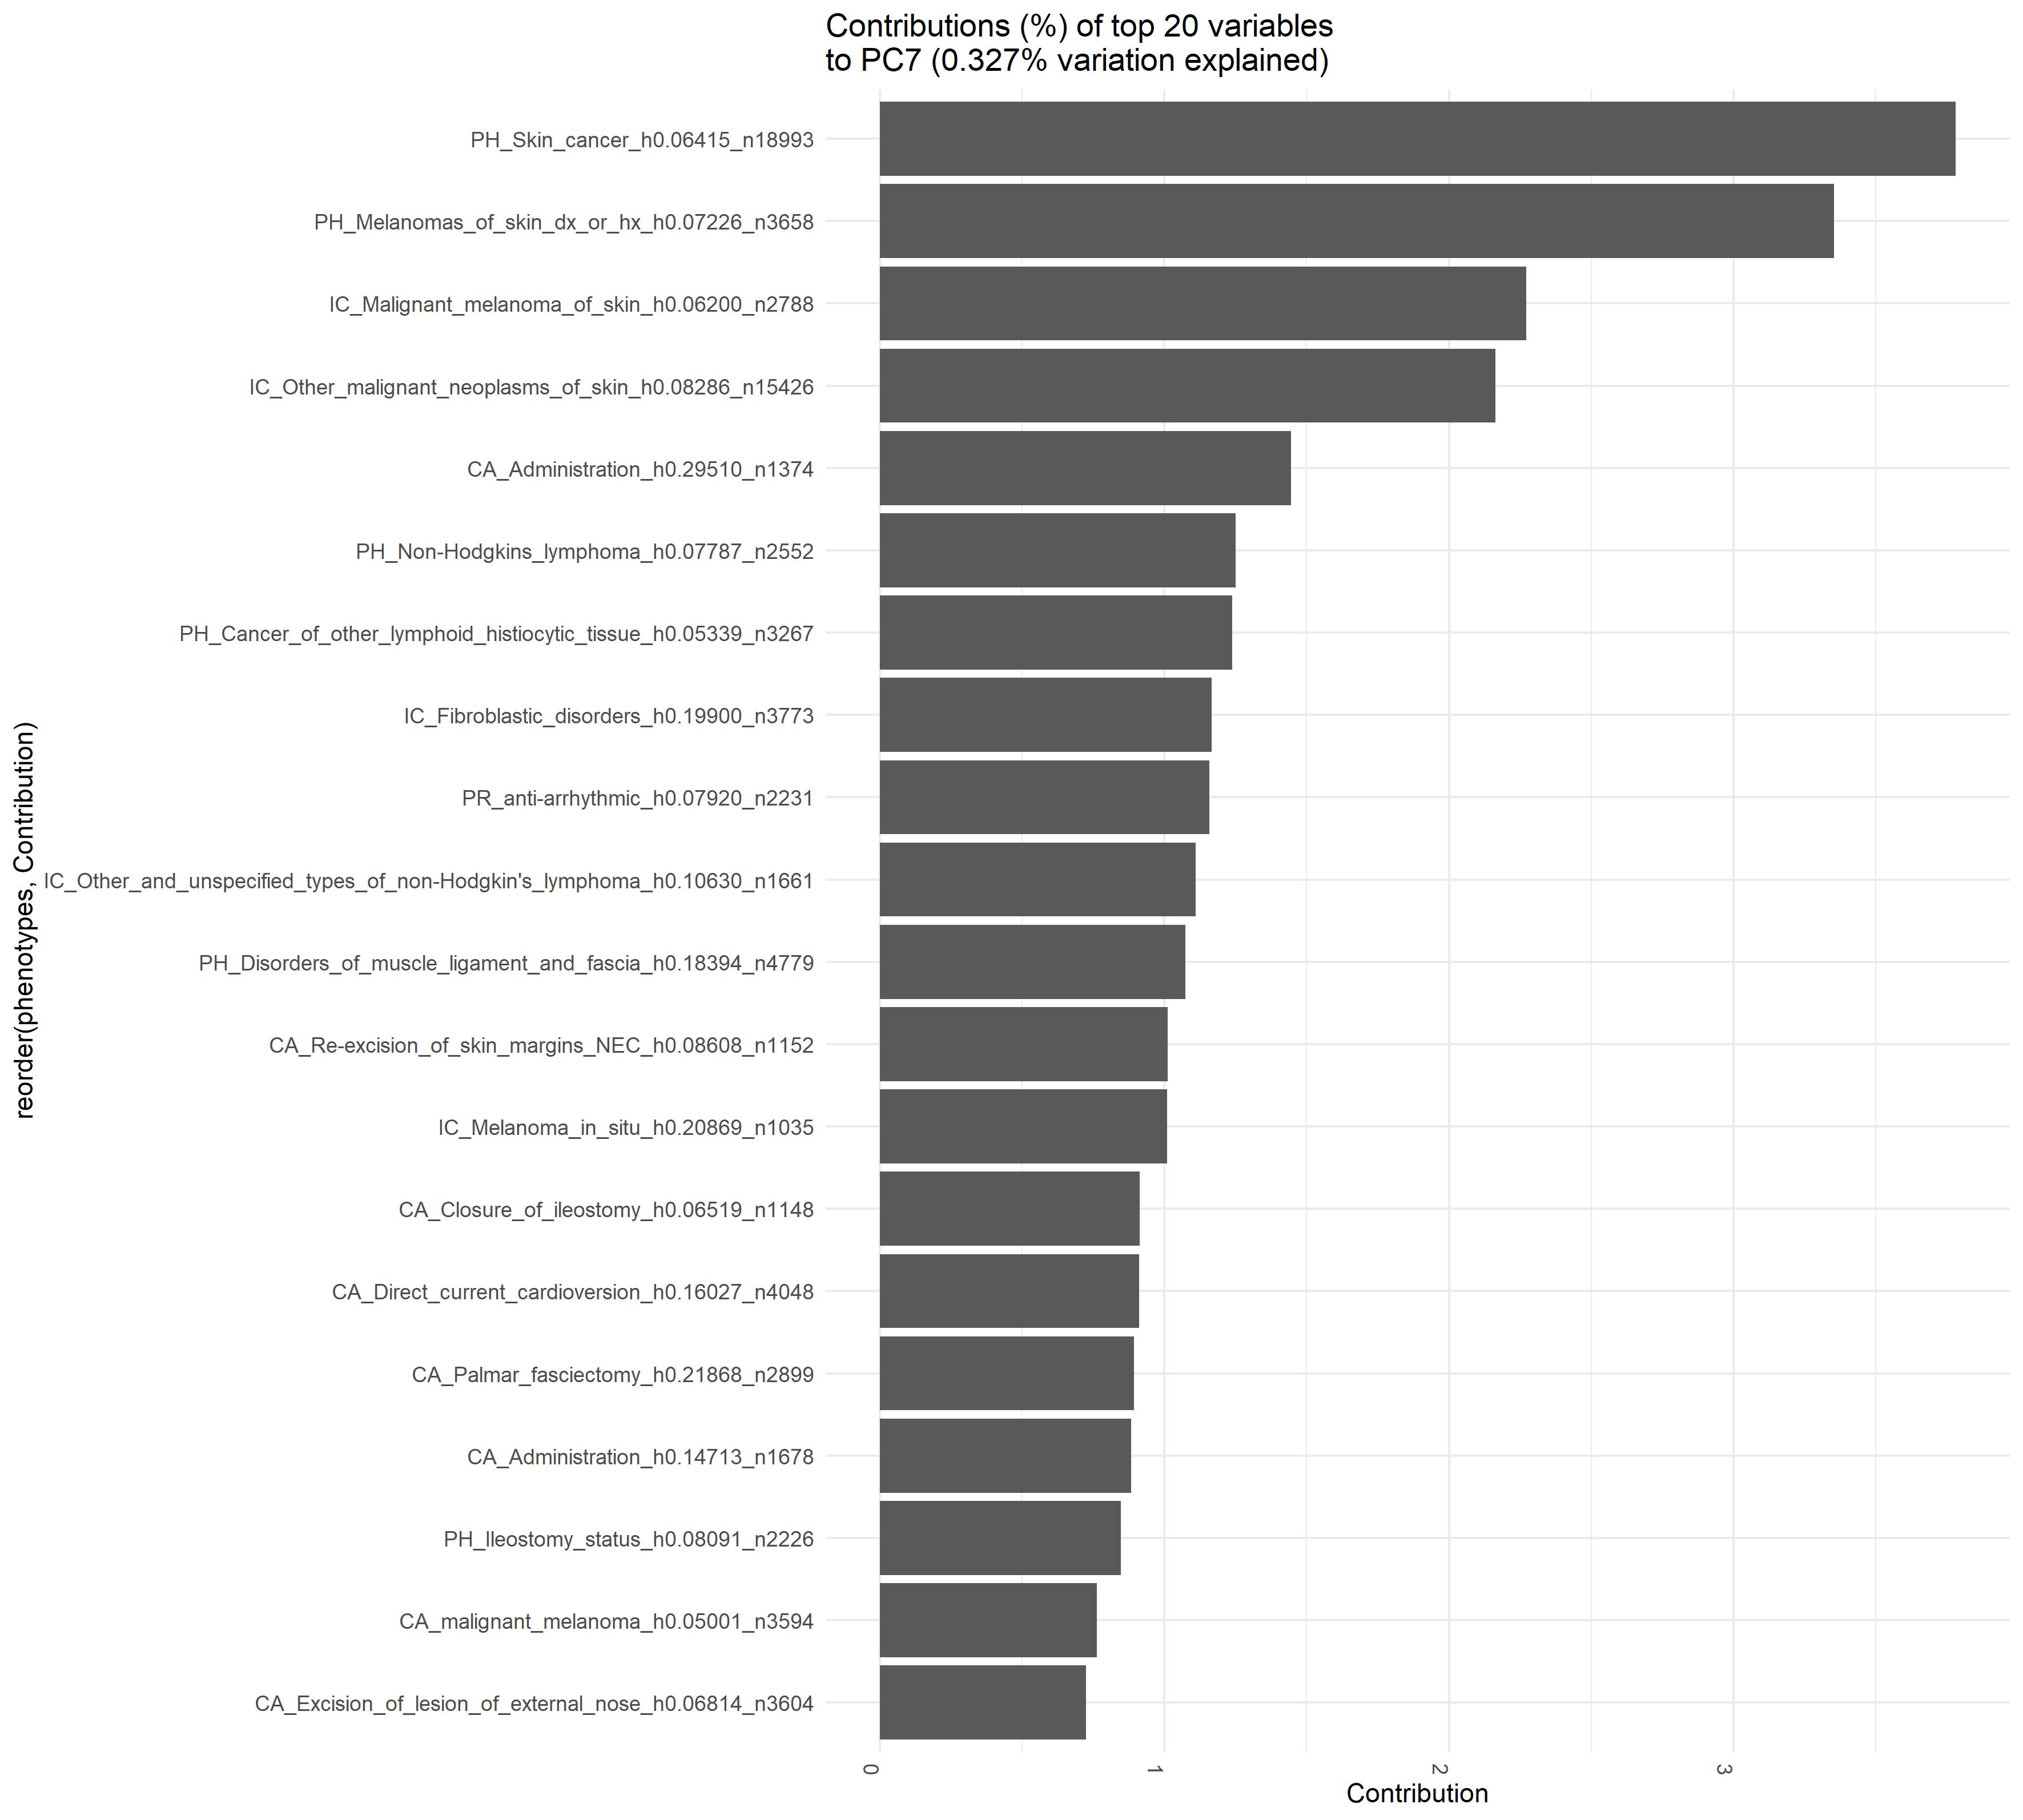 Contributions (%) of top 20 variables
to PC7 (0.327% variation explained)
reorder(phenotypes, Contribution)
PH_Skin_cancer_h0.06415_n18993
PH_Melanomas_of_skin_dx_or_hx_h0.07226_n3658
IC_Malignant_melanoma_of_skin_h0.06200_n2788
IC_Other_malignant_neoplasms_of_skin_h0.08286_n15426
CA_Administration_h0.29510_n1374
PH_Non-Hodgkins_lymphoma_h0.07787_n2552
PH_Cancer_of_other_lymphoid_histiocytic_tissue_h0.05339_n3267
IC_Fibroblastic_disorders_h0.19900_n3773
PR_anti-arrhythmic_h0.07920_n2231
IC_Other_and_unspecified_types_of_non-Hodgkin's_lymphoma_h0.10630_n1661
PH_Disorders_of_muscle_ligament_and_fascia_h0.18394_n4779
CA_Re-excision_of_skin_margins_NEC_h0.08608_n1152
IC_Melanoma_in_situ_h0.20869_n1035
CA_Closure_of_ileostomy_h0.06519_n1148
CA_Direct_current_cardioversion_h0.16027_n4048
CA_Palmar_fasciectomy_h0.21868_n2899
CA_Administration_h0.14713_n1678
PH_Ileostomy_status_h0.08091_n2226
CA_malignant_melanoma_h0.05001_n3594
CA_Excision_of_lesion_of_external_nose_h0.06814_n3604
0 1 2 3
Contribution